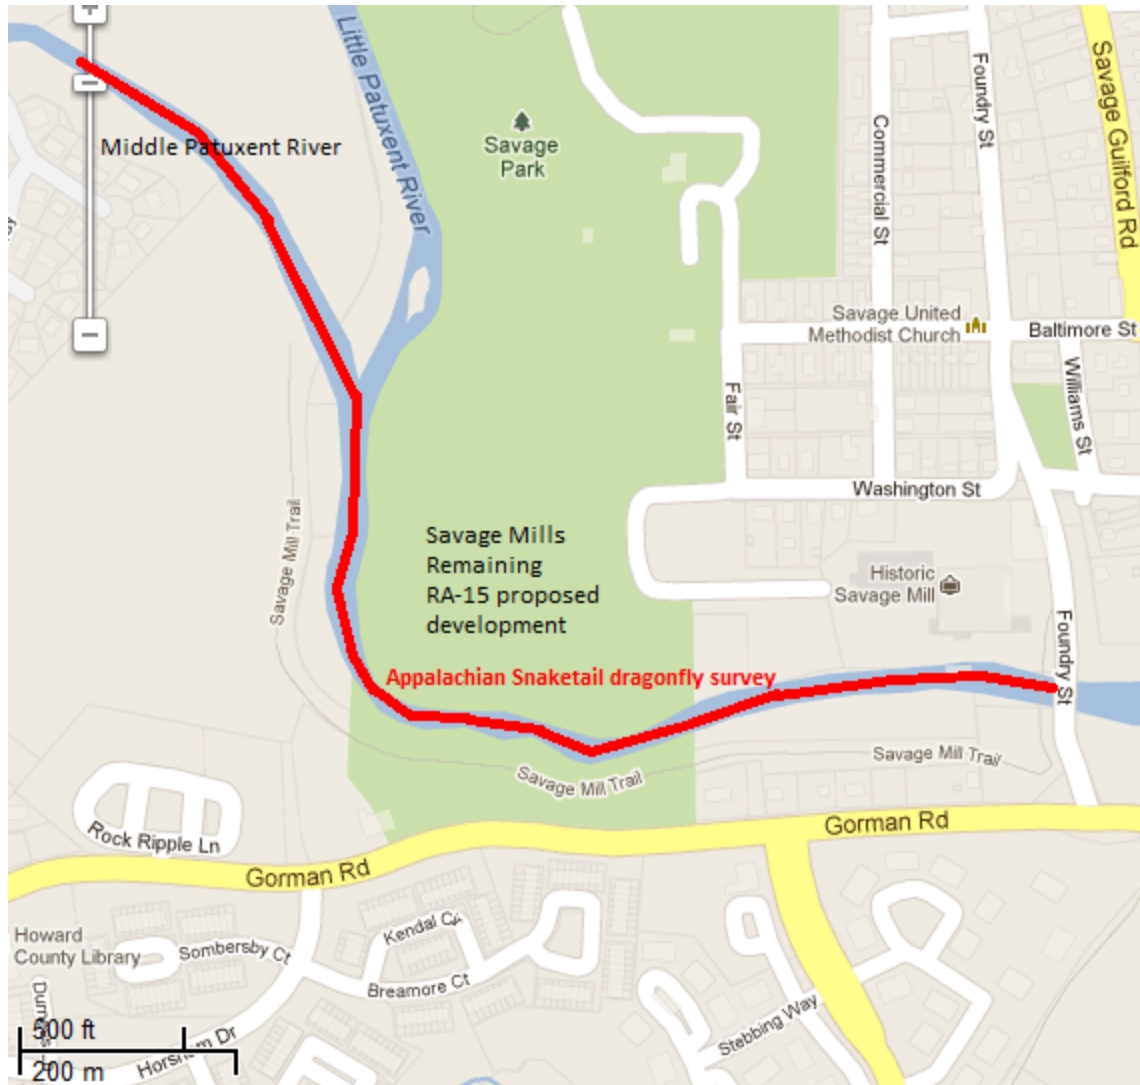 Little Patuxent River
Middle Patuxent River
Savage
Park
Commercial St
Foundry St
Savage Guilford Rd
Savage United
Methodist Church
Baltimore St
Fair St
Williams St
Washington St
Savage Mill Trail
Savage Mills
Remaining
RA-15 proposed
development
Historic
Savage Mill
Foundry St
Appalachian Snaketail dragonfly survey
Savage Mill Trail
Savage Mill Trail
Rock Ripple Ln
Gorman Rd
Gorman Rd
Howard
County Library
Sombersby Ct
Kendal Ct
Breamore Ct
Stebbing Way
Horsham Dr
500 ft
200 m